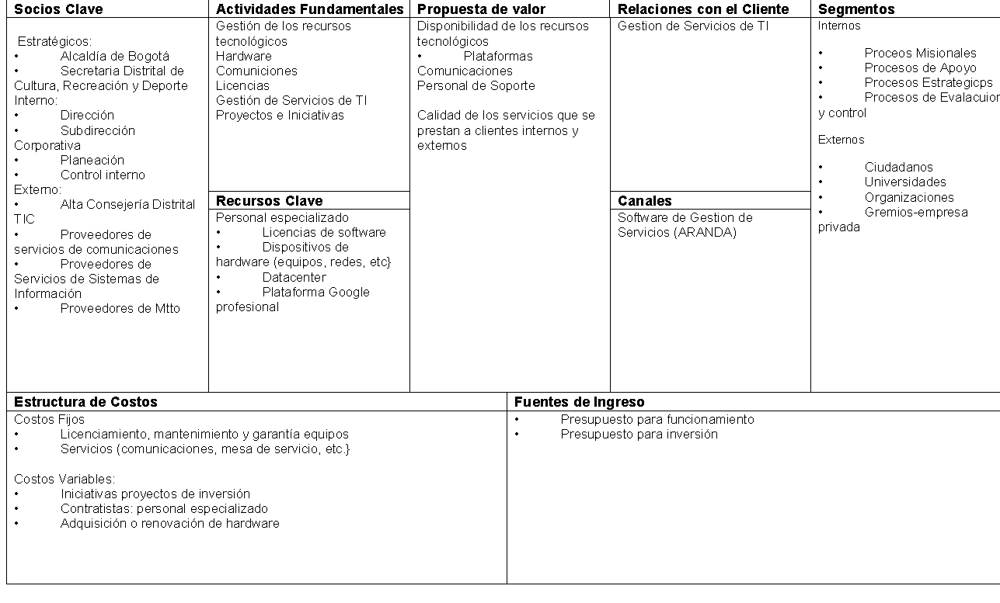 Socios Clave
Estratégicos:
• Alcaldía de Bogotá
• Secretaria Distrital de
Cultura, Recreación y Deporte
Interno:
• Dirección
• Subdirección
Corporativa
• Planeación
• Control interno
Externo:
• Alta Consejería Distrital
TIC
• Proveedores de
servicios de comunicaciones
• Proveedores de
Servicios de Sistemas de
Información
• Proveedores de Mtto
Actividades Fundamentales
Gestión de los recursos
tecnológicos
Hardware
Comuniciones
Licencias
Gestión de Servicios de TI
Proyectos e Iniciativas
Recursos Clave
Personal especializado
• Licencias de software
• Dispositivos de
hardware (equipos, redes, etc}
• Datacenter
• Plataforma Google
profesional
Propuesta de valor
Disponibilidad de los recursos
tecnológicos
• Plataformas
Comunicaciones
Personal de Soporte
Calidad de los servicios que se
prestan a clientes internos y
externos
Relaciones con el Cliente
Gestion de Servicios de TI
Canales
Software de Gestion de
Servicios (ARANDA)
Segmentos
Internos
• Proceos Misionales
• Procesos de Apoyo
• Procesos Estrategicps
• Procesos de Evalacuior
y control
Externos
• Ciudadanos
• Universidades
• Organizaciones
• Gremios-empresa
privada
Estructura de Costos
Costos Fijos
• Licenciamiento, mantenimiento y garantía equipos
• Servicios (comunicaciones, mesa de servicio, etc.}
Costos Variables:
• Iniciativas proyectos de inversión
• Contratistas: personal especializado
• Adquisición o renovación de hardware
Fuentes de Ingreso
• Presupuesto para funcionamiento
• Presupuesto para inversión